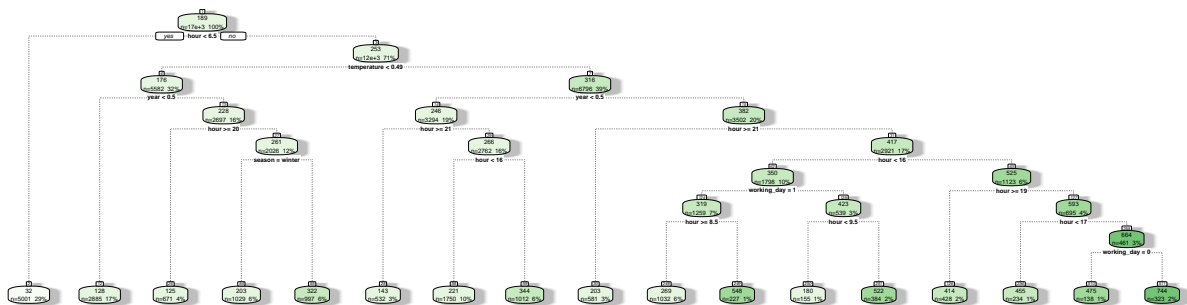 189
n=17e+3 100%
yes hour < 6.5 no
253
n=12e+3 71%
temperature < 0.49
176
n=5582 32%
year < 0.5
316
n=6796 39%
year < 0.5
228
n=2697 16%
hour >= 20
246
n=3294 19%
hour >= 21
382
n=3502 20%
hour >= 21
261
n=2026 12%
season = winter
266
n=2762 16%
hour < 16
417
n=2921 17%
hour < 16
350
n=1798 10%
working_day = 1
525
n=1123 6%
hour >= 19
319
n=1259 7%
hour >= 8.5
423
n=539 3%
hour < 9.5
593
n=695 4%
hour < 17
664
n=461 3%
working_day = 0
32
n=5001 29%
128
n=2885 17%
125
n=671 4%
203
n=1029 6%
322
n=997 6%
143
n=532 3%
221
n=1750 10%
344
n=1012 6%
203
n=581 3%
269
n=1032 6%
548
n=227 1%
180
n=155 1%
522
n=384 2%
414
n=428 2%
455
n=234 1%
475
n=138 1%
744
n=323 2%